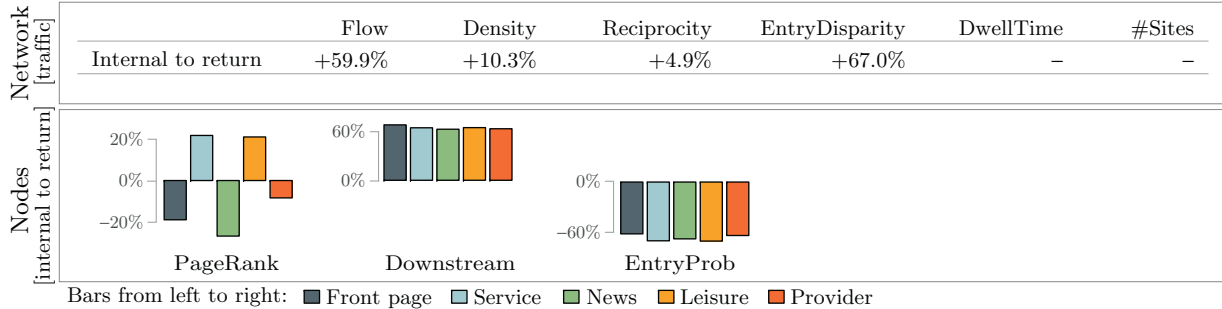 Network
[traffic]
Flow Density Reciprocity EntryDisparity DwellTime #Sites
Internal to return +59.9% +10.3% +4.9% +67.0% – –
Nodes
[internal to return]
20%
0%
−20%
PageRank
60%
0%
Downstream
0%
−60%
EntryProb
Bars from left to right: Front page Service News Leisure Provider